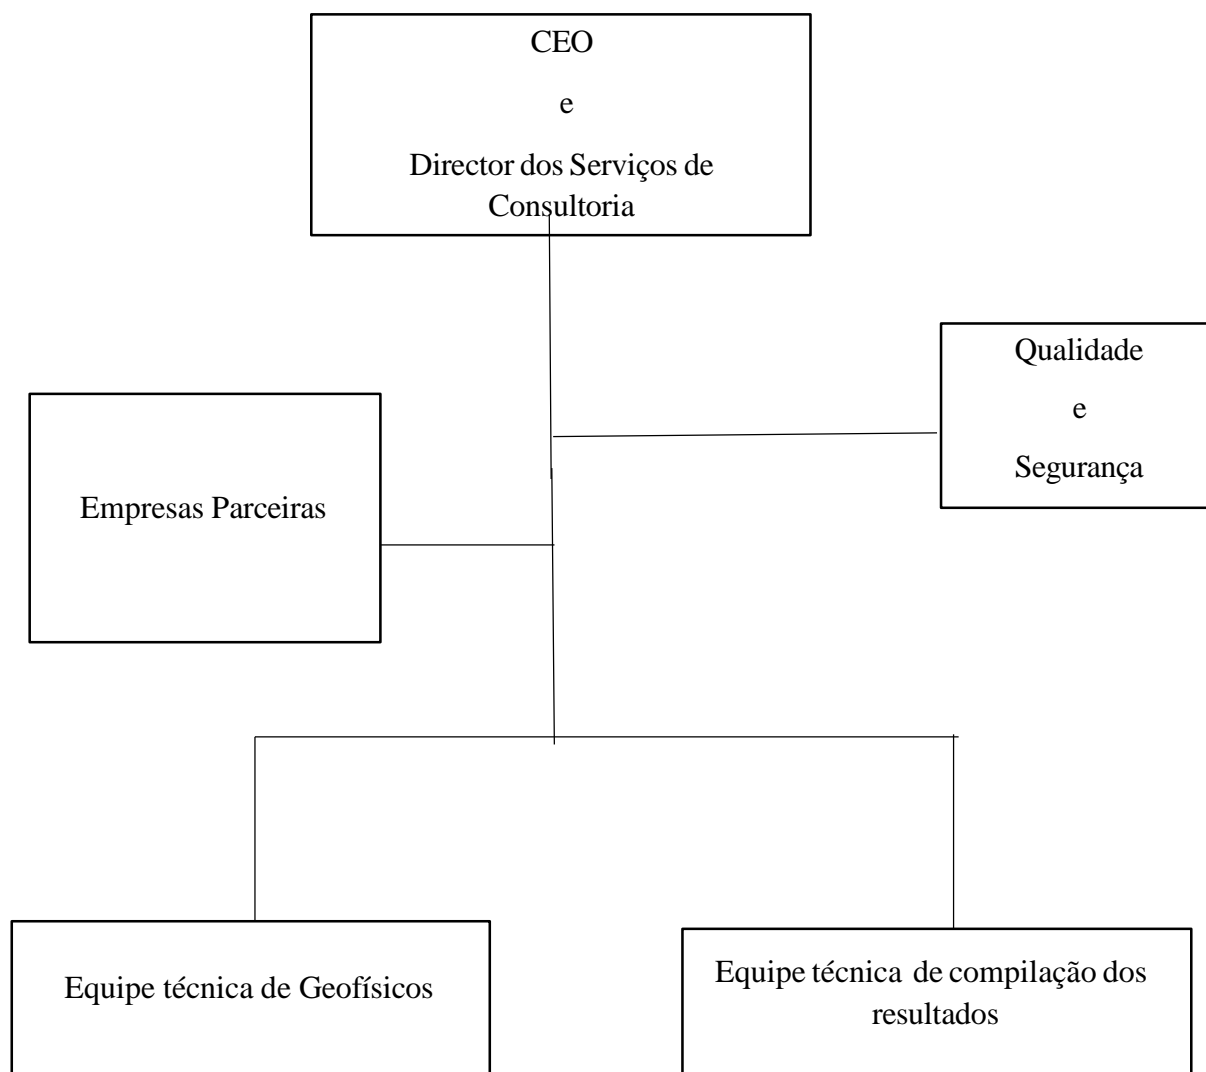 CEO
e
Director dos Serviços de
Consultoria
Qualidade
e
Segurança
Empresas Parceiras
Equipe técnica de Geofísicos
Equipe técnica de compilação dos
resultados